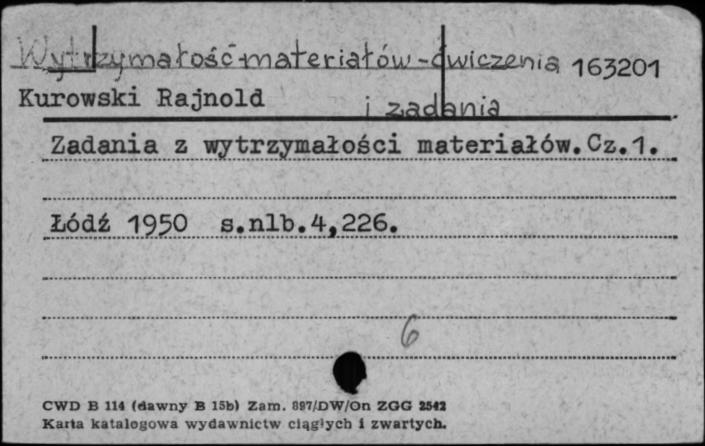 Wytrzymałość-materiałów-ćwiczenia 163201
Kurowski Rajnold i zadania
Zadania z wytrzymałości materiałów.Cz.1.
Łódź 1950 s.nlb.4,226.
6
CWD B 114 (dawny B 15b) Zam. 897/DW/On ZGG 2542
Karta katalogowa wydawnictw ciągłych i zwartych.